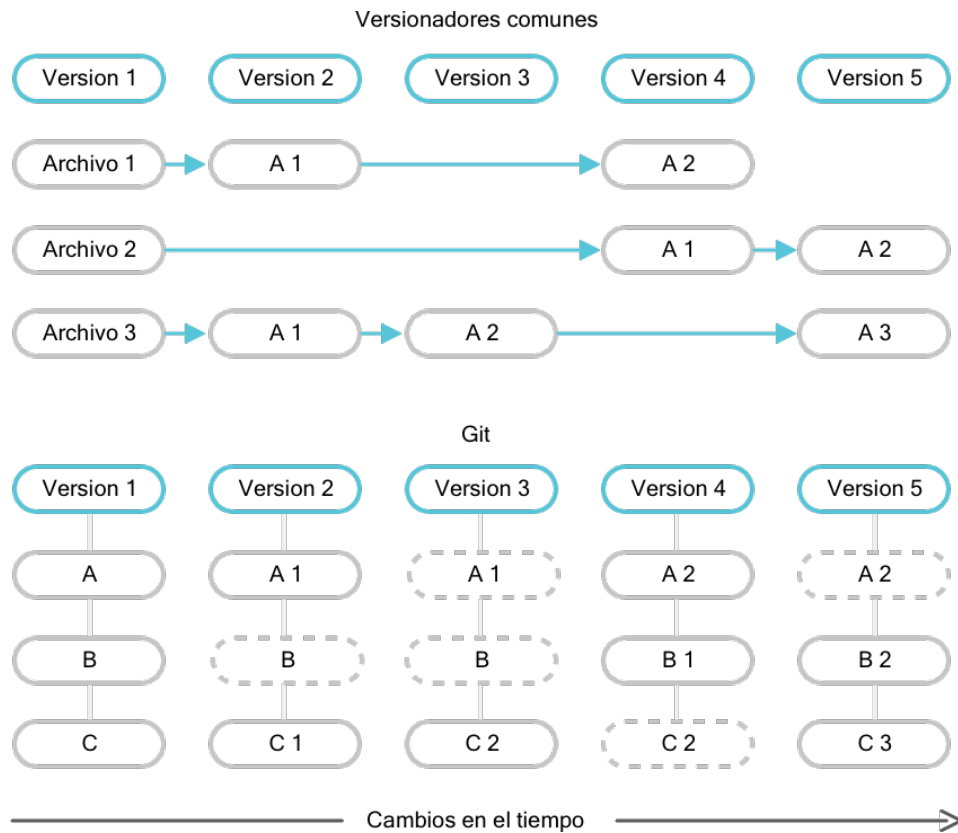 Versionadores comunes
Version 1 Version 2 Version 3 Version 4 Version 5
Archivo 1 A 1 A 2
Archivo 2 A 1 A 2
Archivo 3 A 1 A 2 A 3
Git
Version 1 Version 2 Version 3 Version 4 Version 5
A A 1 A 1 A 2 A 2
B B B B 1 B 2
C C 1 C 2 C 2 C 3
Cambios en el tiempo